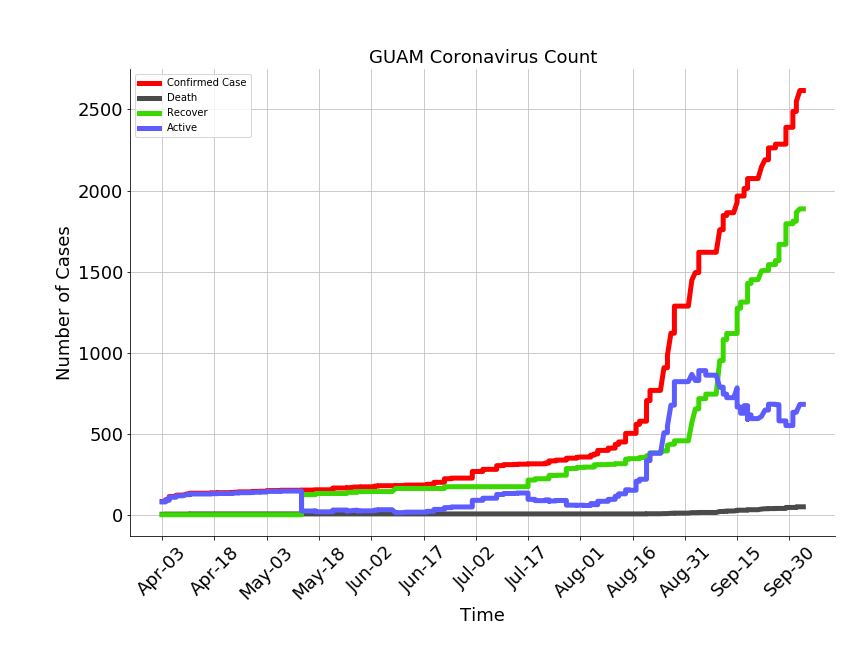 GUAM Coronavirus Count
Confirmed Case
Death
Recover
Active
Number of Cases
2500
2000
1500
1000
500
0
Apr-03
Apr-18
May-03
May-18
Jun-02
Jun-17
Jul-02
Jul-17
Aug-01
Aug-16
Aug-31
Sep-15
Sep-30
Time